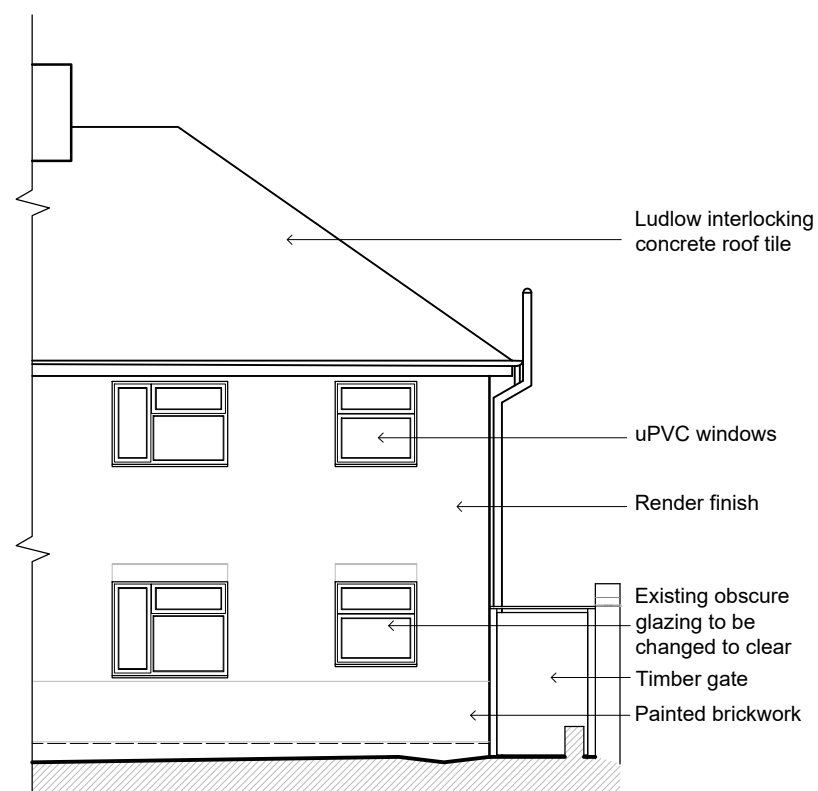 Ludlow interlocking
concrete roof tile
uPVC windows
Render finish
Existing obscure
glazing to be
changed to clear
Timber gate
Painted brickwork